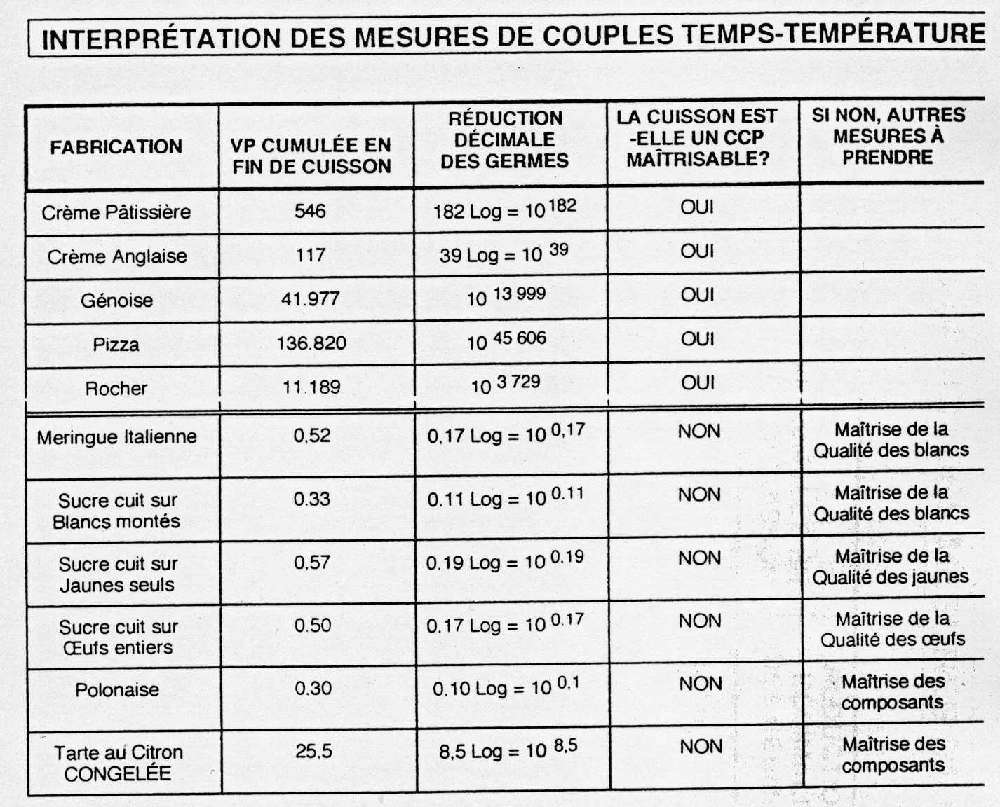 INTERPRÉTATION DES MESURES DE COUPLES TEMPS-TEMPÉRATURE
FABRICATION
VP CUMULÉE EN
FIN DE CUISSON
RÉDUCTION
DÉCIMALE
DES GERMES
LA CUISSON EST
-ELLE UN CCP
MAÎTRISABLE?
SI NON, AUTRES
MESURES À
PRENDRE
Crème Pâtissière
546
182 Log = 10 182
OUI
Crème Anglaise
117
39 Log = 10 39
OUI
Génoise
41.977
10 13 999
OUI
Pizza
136.820
10 45 606
OUI
Rocher
11.189
10 3 729
OUI
Meringue Italienne
0,52
0,17 Log = 10 0,17
NON
Maîtrise de la
Qualité des blancs
Sucre cuit sur
Blancs montés
0.33
0.11 Log = 10 0.11
NON
Maîtrise de la
Qualité des blancs
Sucre cuit sur
Jaunes seuls
0,57
0.19 Log = 10 0.19
NON
Maîtrise de la
Qualité des jaunes
Sucre cuit sur
Œufs entiers
0.50
0.17 Log = 10 0.17
NON
Maîtrise de la
Qualité des œufs
Polonaise
0.30
0.10 Log = 10 0,1
NON
Maîtrise des
composants
Tarte au Citron
CONGELÉE
25,5
8,5 Log = 10 8,5
NON
Maîtrise des
composants